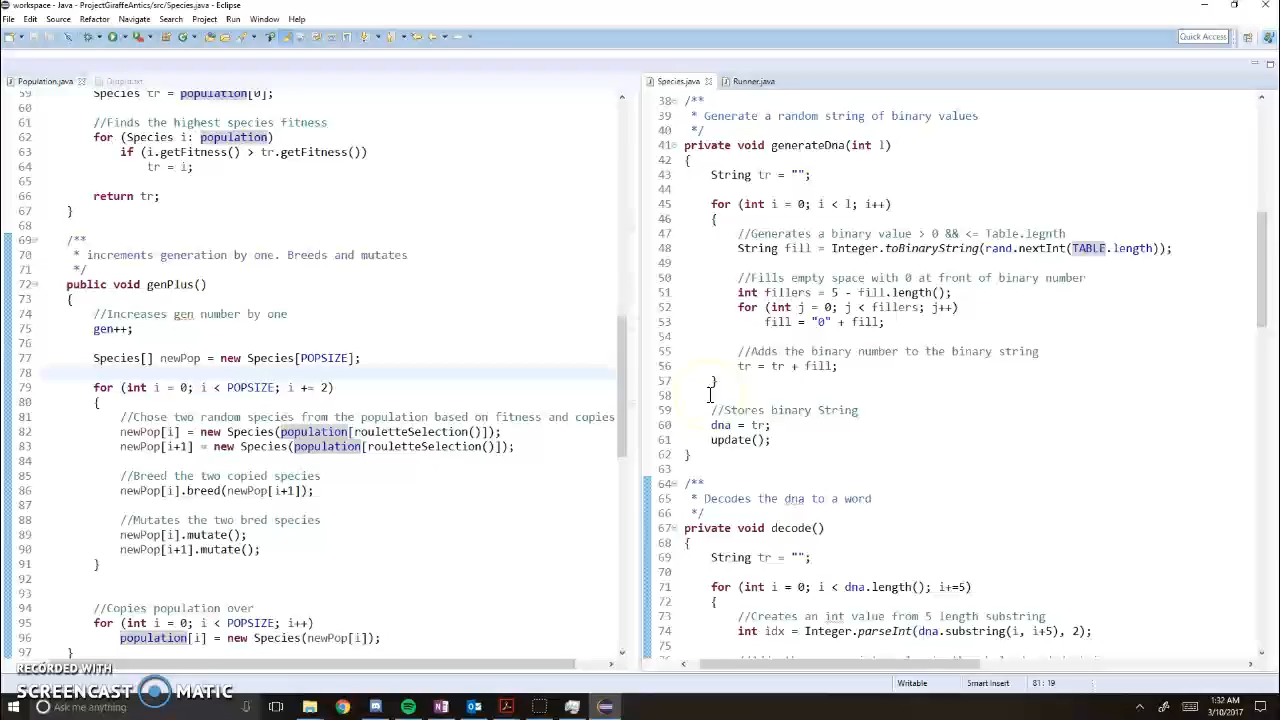 workspace - Java - ProjectGiraffeAntics/src/Species.java - Eclipse
File Edit Source Refactor Navigate Search Project Run Window Help
Quick Access
Population.java
59 Species tr = population[0];
60
61 //Finds the highest species fitness
62 for (Species i: population)
63 if (i.getFitness() > tr.getFitness())
64 tr = i;
65
66 return tr;
67 }
68
69 /**
70 * increments generation by one. Breeds and mutates
71 */
72 public void genPlus()
73 {
74 //Increases gen number by one
75 gen++;
76
77 Species[] newPop = new Species[POPSIZE];
78
79 for (int i = 0; i < POPSIZE; i += 2)
80 {
81 //Chose two random species from the population based on fitness and copies
82 newPop[i] = new Species(population[rouletteSelection()]);
83 newPop[i+1] = new Species(population[rouletteSelection()]);
84
85 //Breed the two copied species
86 newPop[i].breed(newPop[i+1]);
87
88 //Mutates the two bred species
89 newPop[i].mutate();
90 newPop[i+1].mutate();
91 }
92
93
94 //Copies population over
95 for (int i = 0; i < POPSIZE; i++)
96 population[i] = new Species(newPop[i]);
97 }
Species.java Runner.java
38 /**
39 * Generate a random string of binary values
40 */
41 private void generateDna(int l)
42 {
43 String tr = "";
44
45 for (int i = 0; i < l; i++)
46 {
47 //Generates a binary value > 0 && <= Table.legnth
48 String fill = Integer.toBinaryString(rand.nextInt(TABLE.length));
49
50 //Fills empty space with 0 at front of binary number
51 int fillers = 5 - fill.length();
52 for (int j = 0; j < fillers; j++)
53 fill = "0" + fill;
54
55 //Adds the binary number to the binary string
56 tr = tr + fill;
57 }
58
59 //Stores binary String
60 dna = tr;
61 update();
62 }
63
64 /**
65 * Decodes the dna to a word
66 */
67 private void decode()
68 {
69 String tr = "";
70
71 for (int i = 0; i < dna.length(); i+=5)
72 {
73 //Creates an int value from 5 length substring
74 int idx = Integer.parseInt(dna.substring(i, i+5), 2);
75
Writable Smart Insert 81 : 19
RECORDED WITH
SCREENCAST MATIC
Ask me anything
1:32 AM
3/10/2017